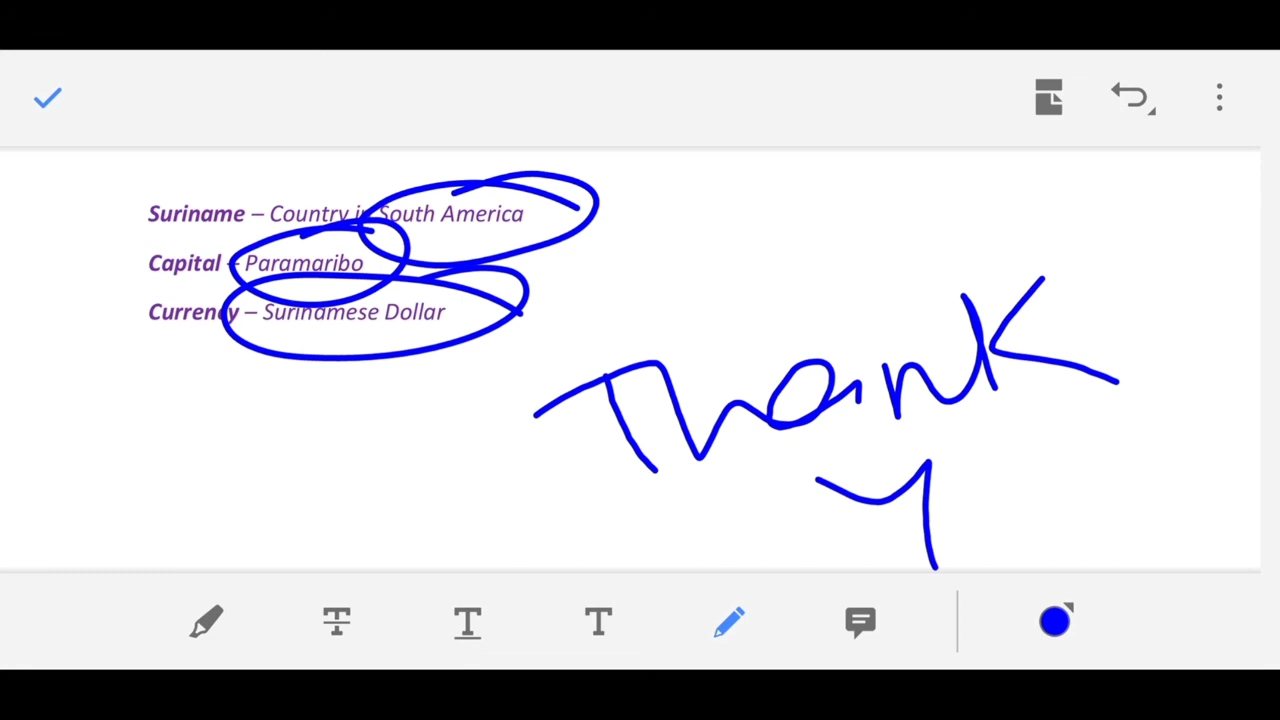 Suriname – Country in South America
Capital – Paramaribo
Currency – Surinamese Dollar
Thank
Y